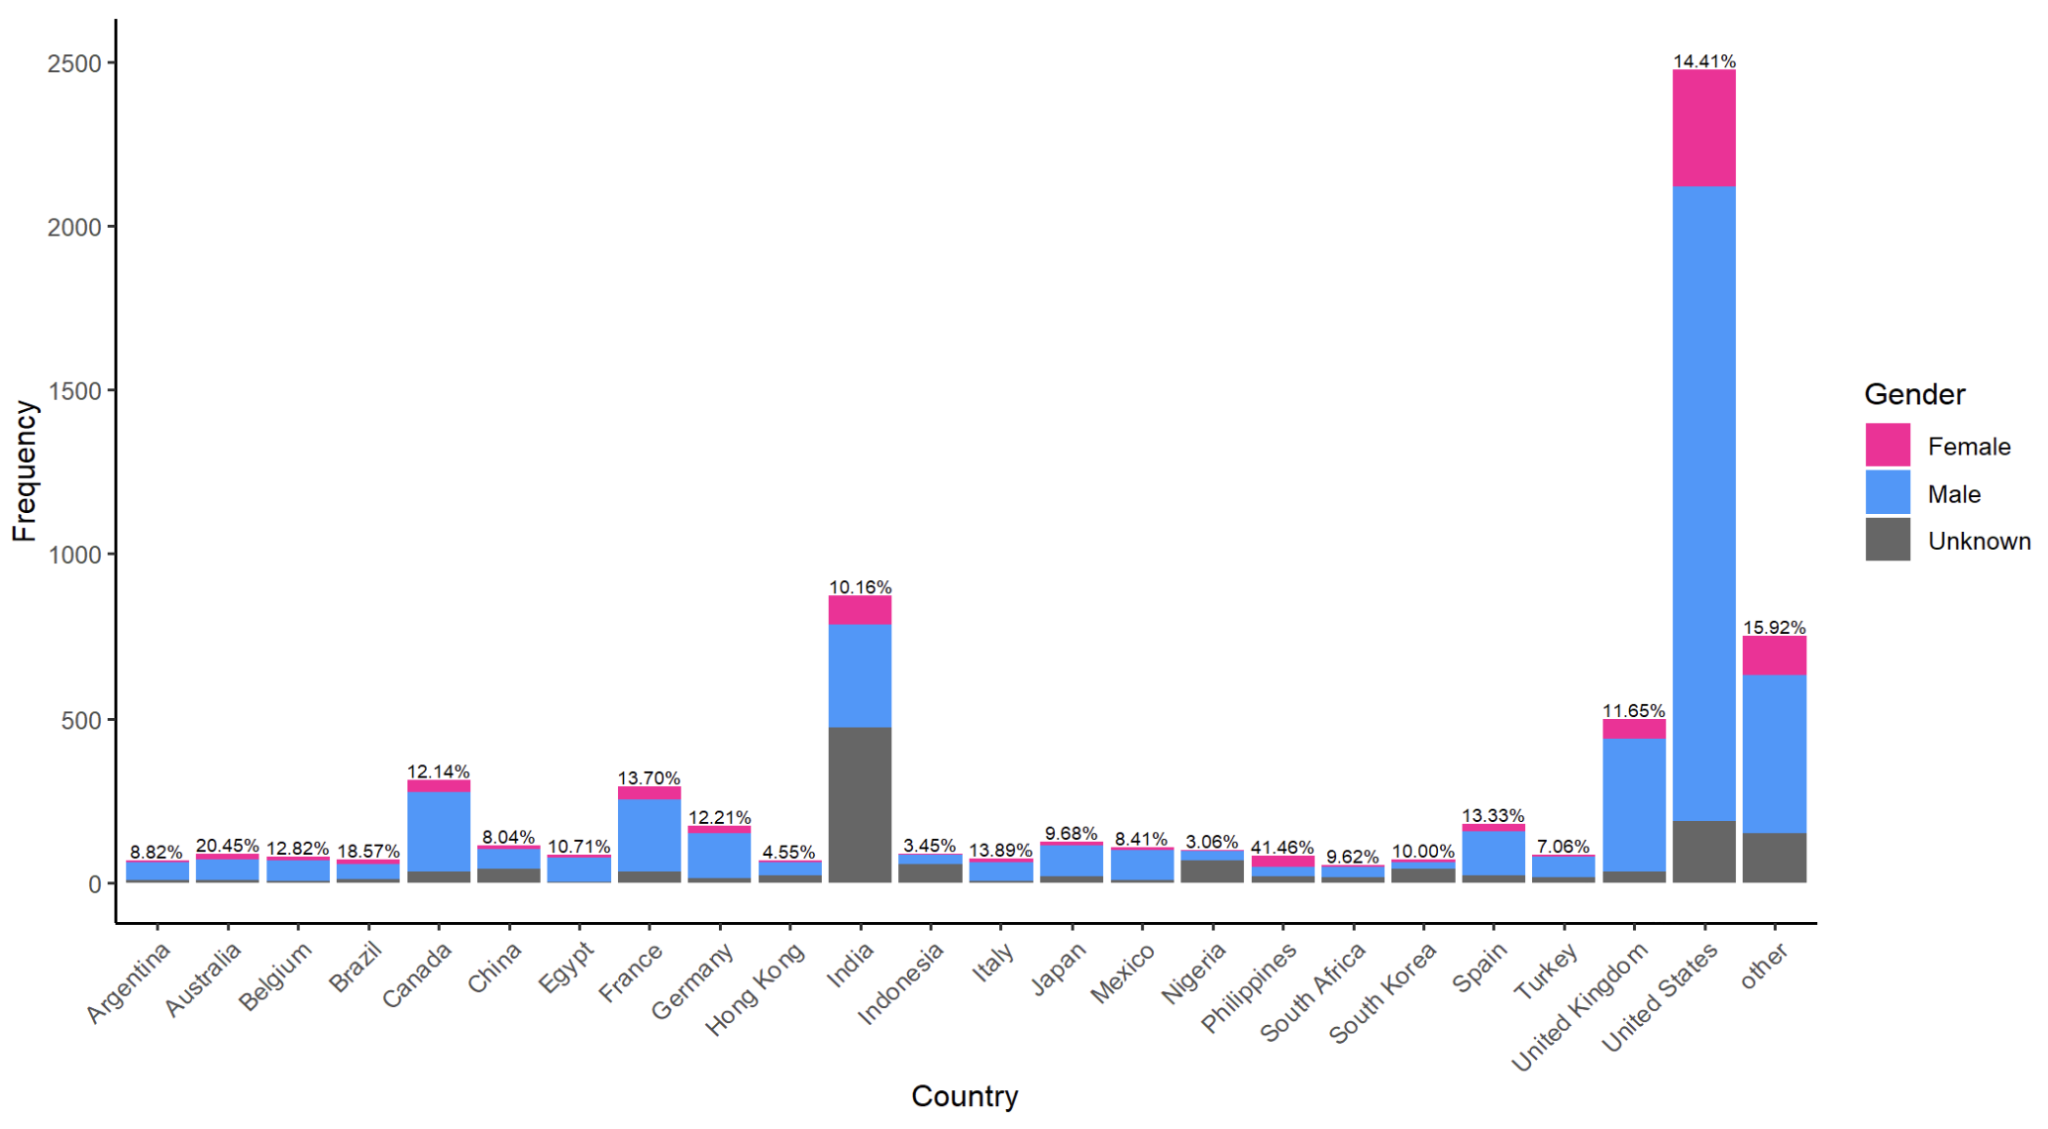 2500
2000
1500
1000
500
0
Frequency
8.82%
20.45%
12.82%
18.57%
12.14%
8.04%
10.71%
13.70%
12.21%
4.55%
10.16%
3.45%
13.89%
9.68%
8.41%
3.06%
41.46%
9.62%
10.00%
13.33%
7.06%
11.65%
14.41%
15.92%
Argentina
Australia
Belgium
Brazil
Canada
China
Egypt
France
Germany
Hong Kong
India
Indonesia
Italy
Japan
Mexico
Nigeria
Philippines
South Africa
South Korea
Spain
Turkey
United Kingdom
United States
other
Country
Gender
Female
Male
Unknown